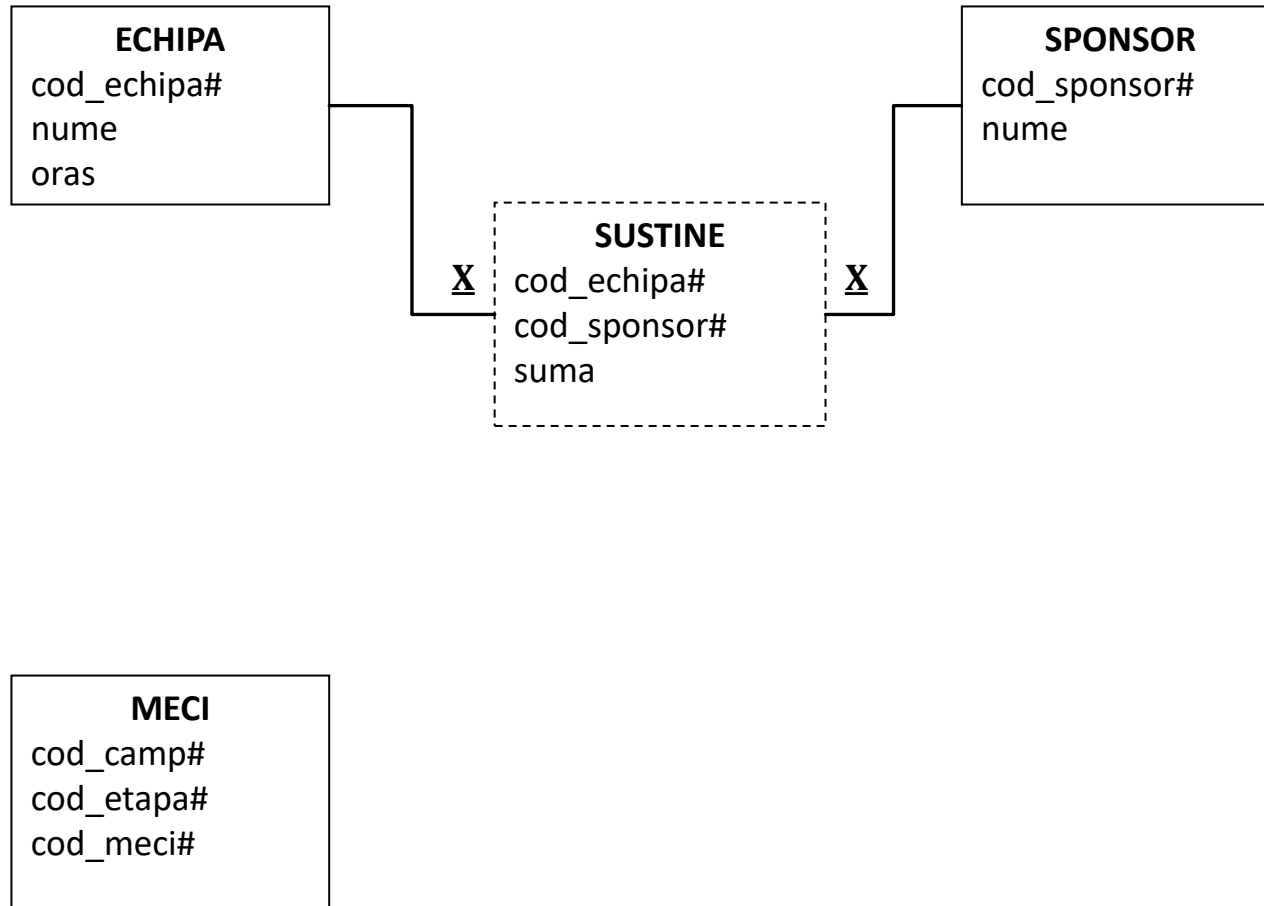 ECHIPA
cod_echipa#
nume
oras
SPONSOR
cod_sponsor#
nume
SUSTINE
X
cod_echipa#
cod_sponsor#
suma
X
MECI
cod_camp#
cod_etapa#
cod_meci#